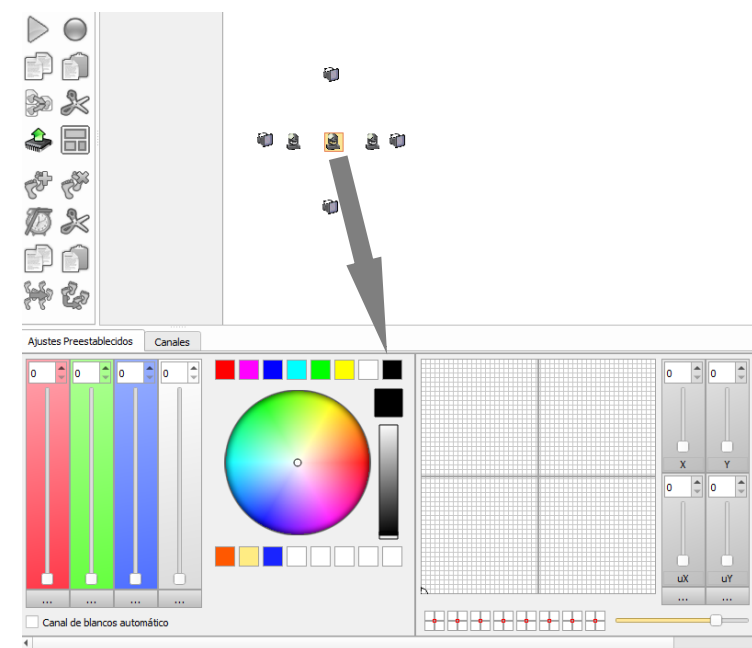 Ajustes Preestablecidos Canales
0 0 0 0 0 0
X Y
0 0
uX uY
... ... ... ... ... ...
Canal de blancos automático